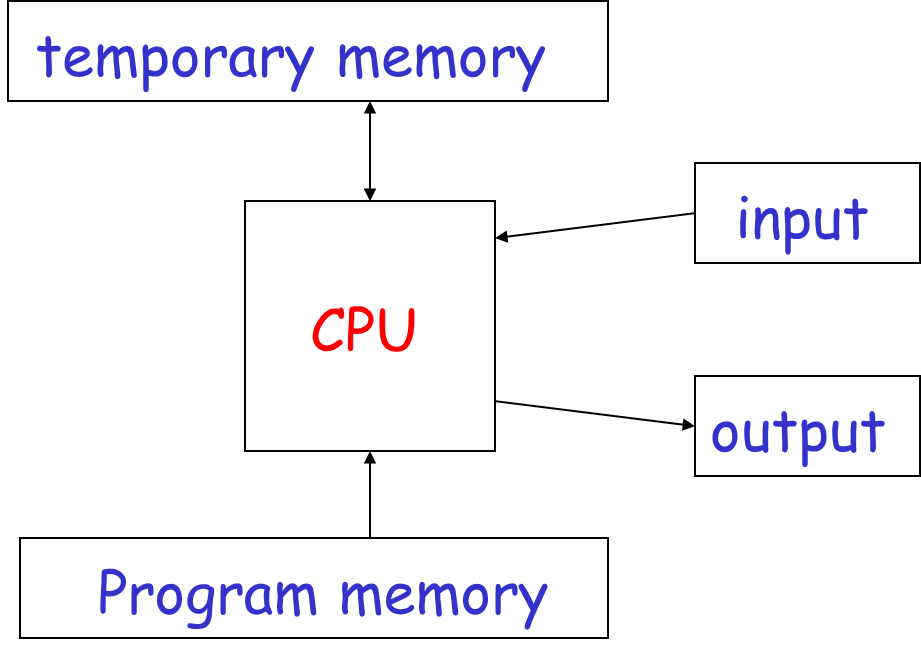 temporary memory
input
CPU
output
Program memory